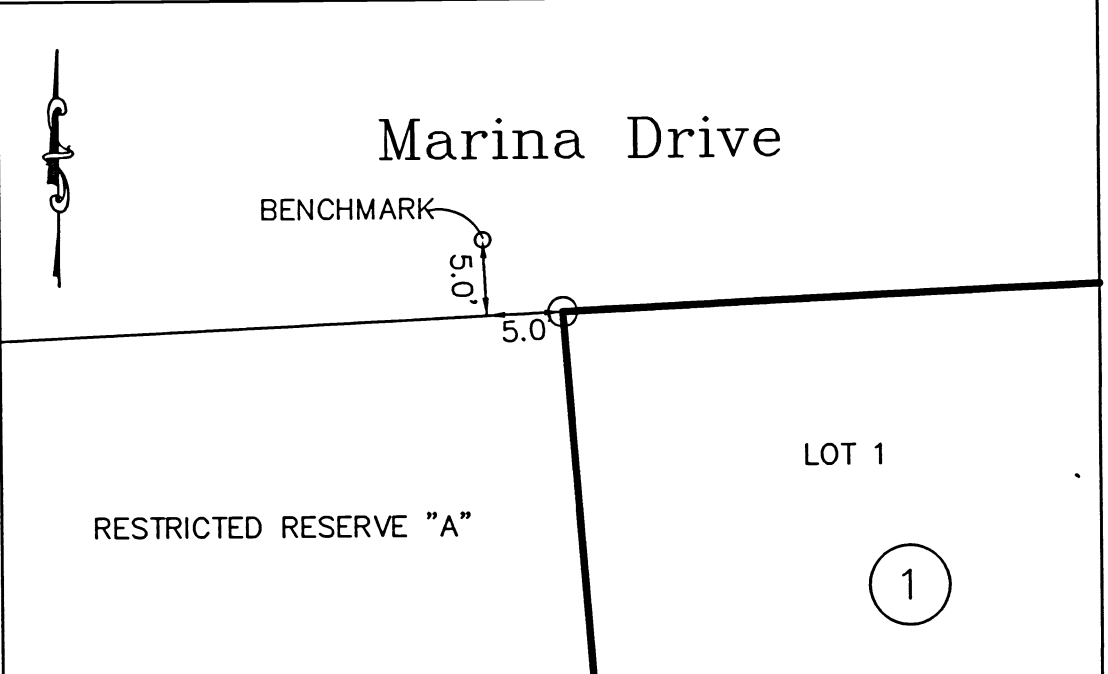 Marina Drive
BENCHMARK
5.0'
5.0'
LOT 1
RESTRICTED RESERVE "A"
1